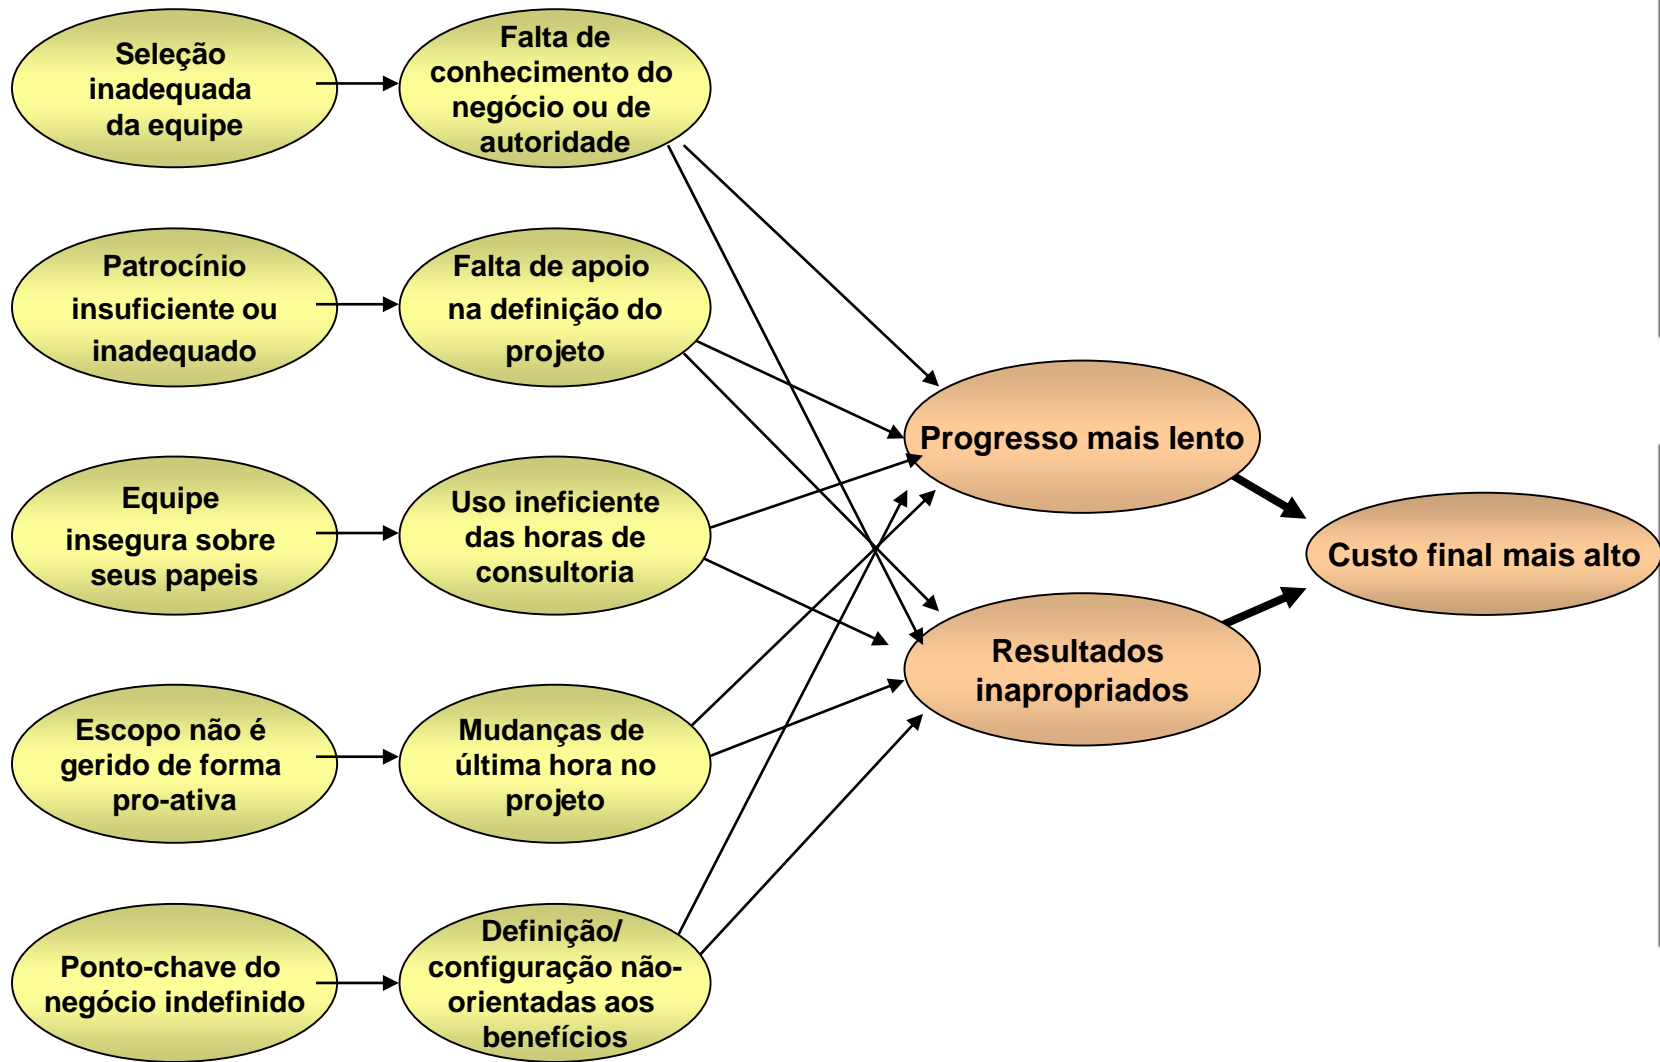 Seleção
inadequada
da equipe
Falta de
conhecimento do
negócio ou de
autoridade
Patrocínio
insuficiente ou
inadequado
Falta de apoio
na definição do
projeto
Progresso mais lento
Equipe
insegura sobre
seus papeis
Uso ineficiente
das horas de
consultoria
Custo final mais alto
Resultados
inapropriados
Escopo não é
gerido de forma
pro-ativa
Mudanças de
última hora no
projeto
Ponto-chave do
negócio indefinido
Definição/
configuração não-
orientadas aos
benefícios